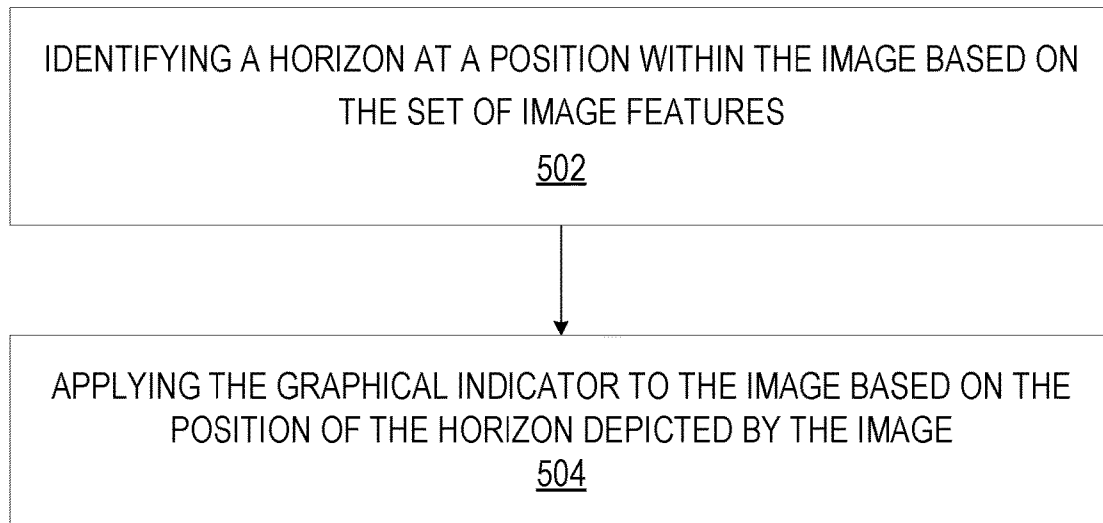 IDENTIFYING A HORIZON AT A POSITION WITHIN THE IMAGE BASED ON
THE SET OF IMAGE FEATURES
502
APPLYING THE GRAPHICAL INDICATOR TO THE IMAGE BASED ON THE
POSITION OF THE HORIZON DEPICTED BY THE IMAGE
504